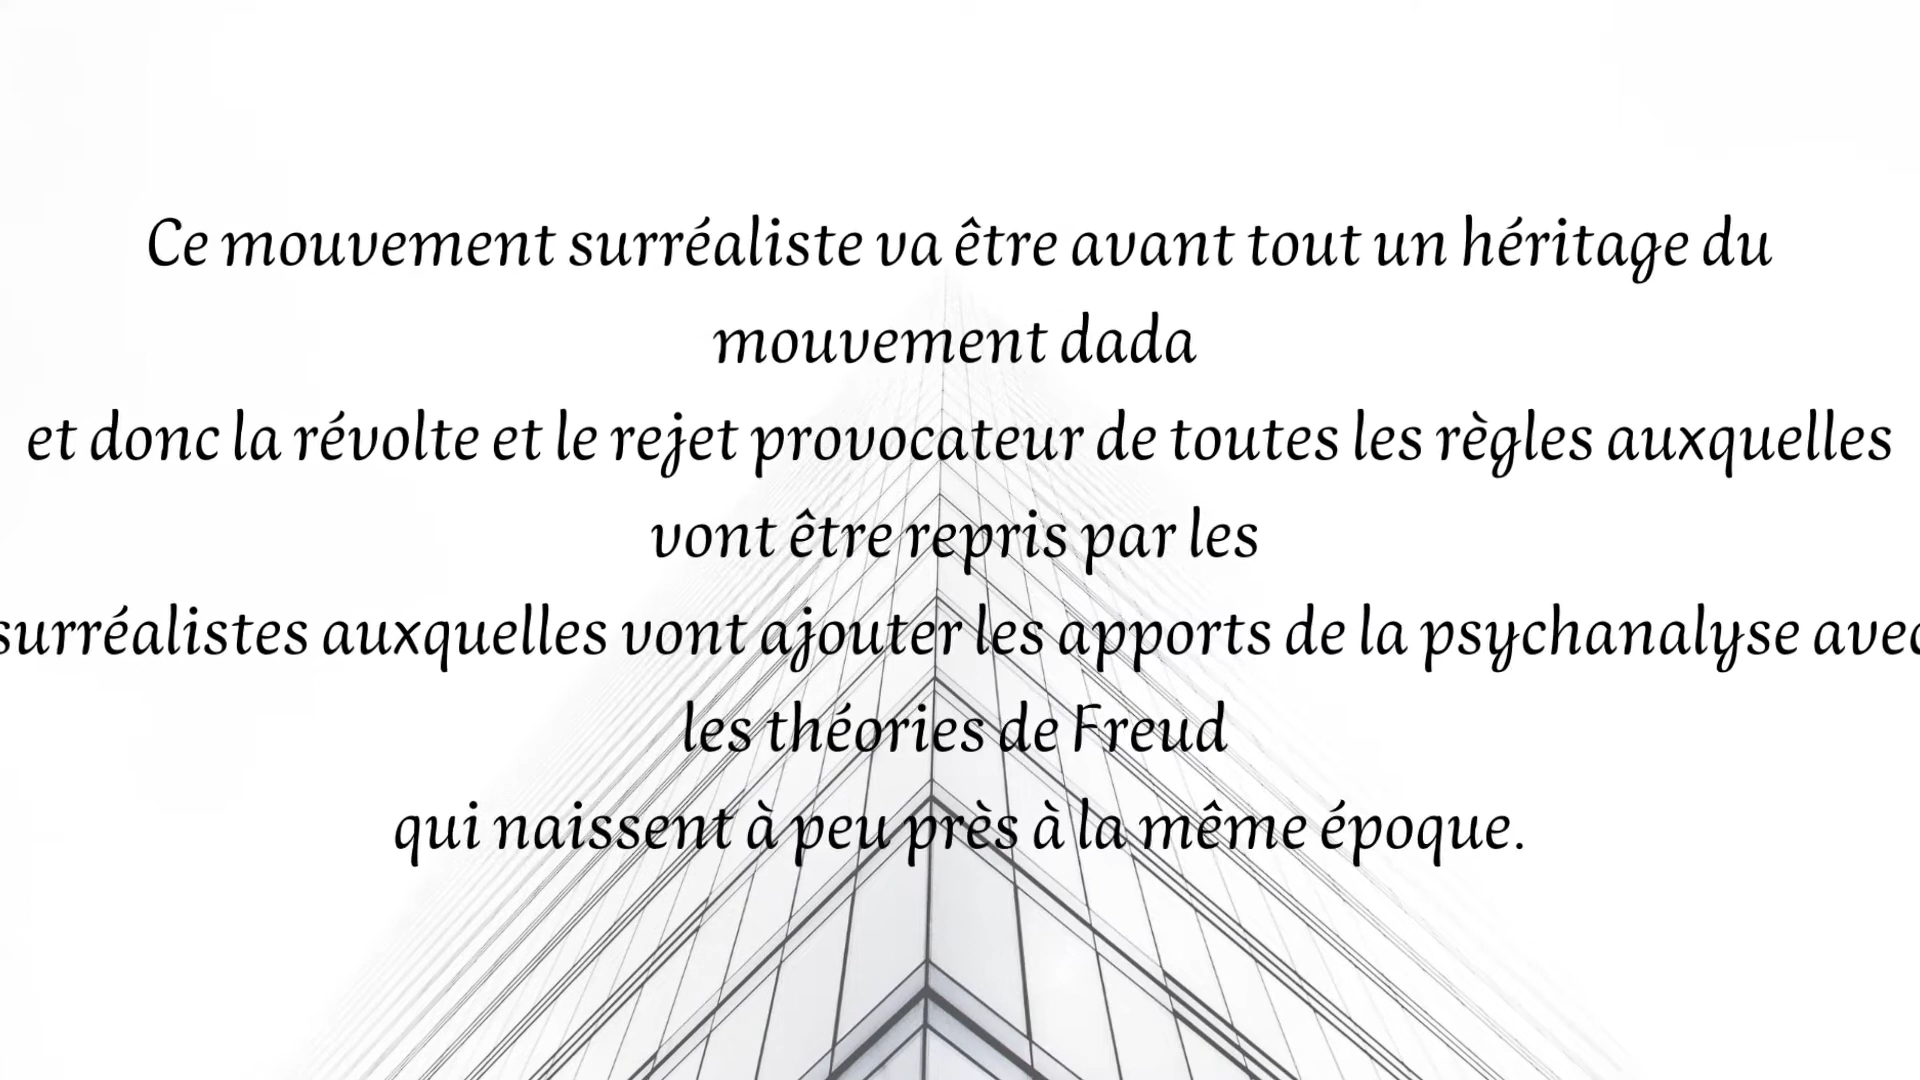 Ce mouvement surréaliste va être avant tout un héritage du
mouvement dada
et donc la révolte et le rejet provocateur de toutes les règles auxquelles
vont être repris par les
surréalistes auxquelles vont ajouter les apports de la psychanalyse avec
les théories de Freud
qui naissent à peu près à la même époque.